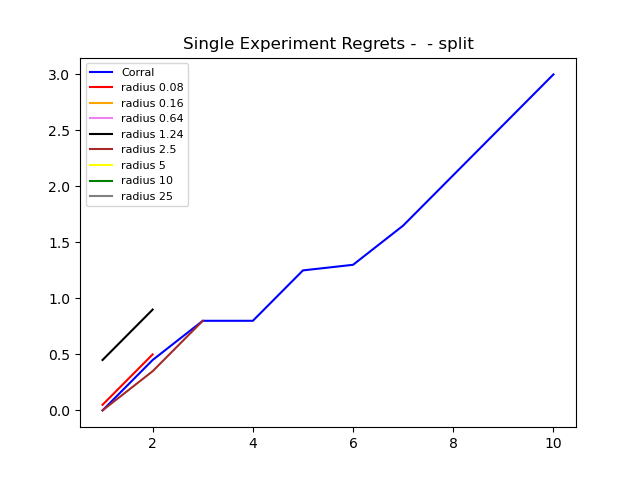 Single Experiment Regrets -  - split
Corral
radius 0.08
radius 0.16
radius 0.64
radius 1.24
radius 2.5
radius 5
radius 10
radius 25
3.0
2.5
2.0
1.5
1.0
0.5
0.0
2 4 6 8 10